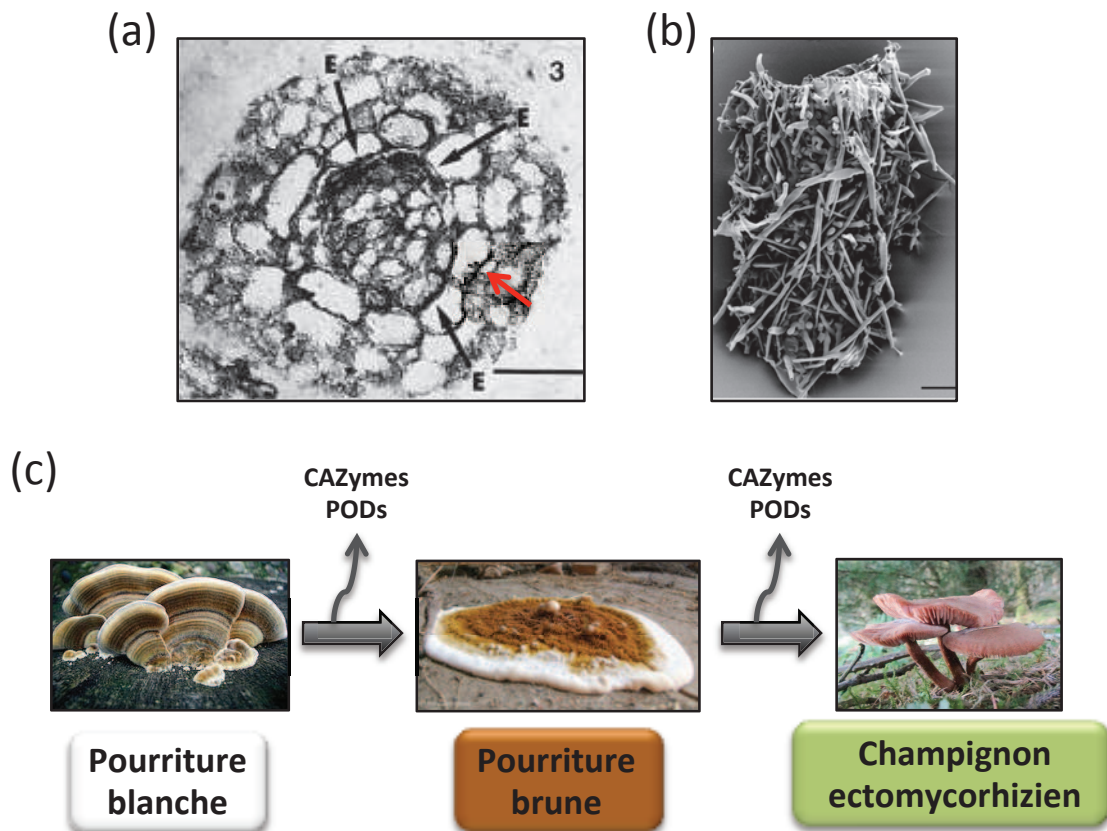 (a)
(b)
3
E
E
E
(c)
CAZymes
PODs
CAZymes
PODs
Pourriture
blanche
Pourriture
brune
Champignon
ectomycorhizien